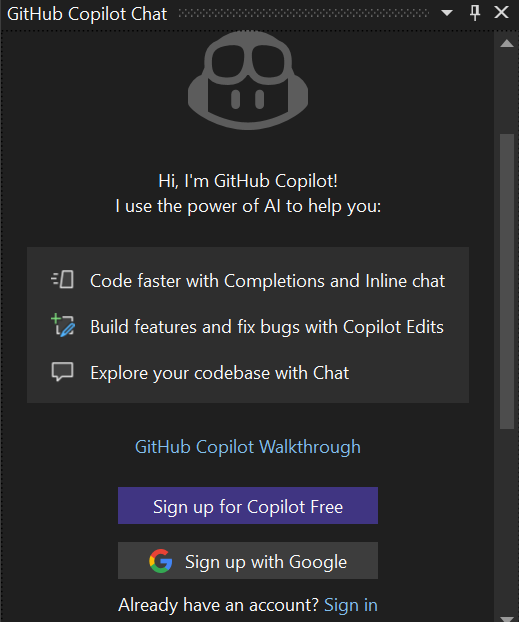 GitHub Copilot Chat
Hi, I'm GitHub Copilot!
I use the power of AI to help you:
Code faster with Completions and Inline chat
Build features and fix bugs with Copilot Edits
Explore your codebase with Chat
GitHub Copilot Walkthrough
Sign up for Copilot Free
Sign up with Google
Already have an account? Sign in